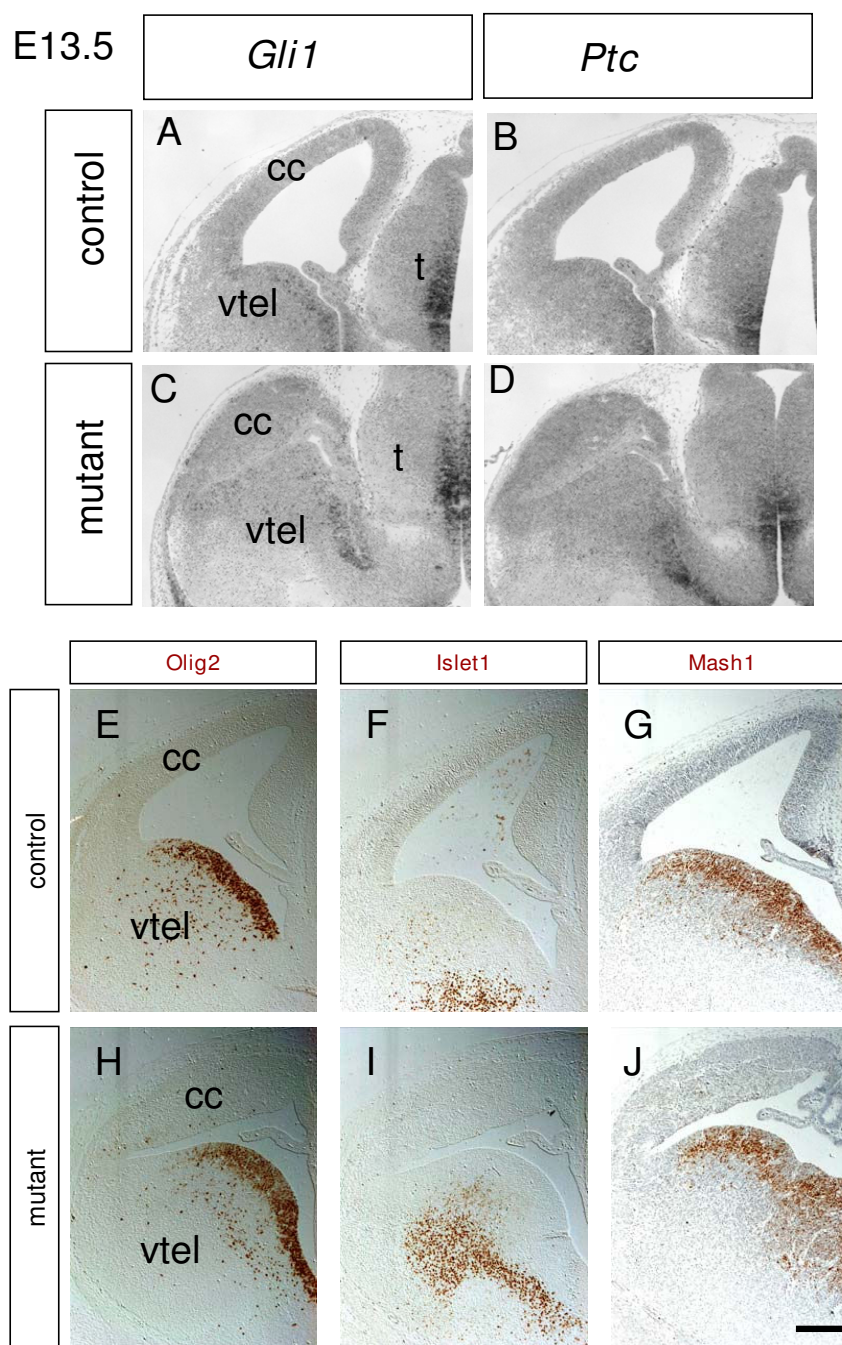 E13.5
Gli1
Ptc
control
A
cc
t
vtel
B
mutant
C
cc
t
vtel
D
Olig2
Islet1
Mash1
control
E
cc
vtel
F
G
mutant
H
cc
vtel
I
J